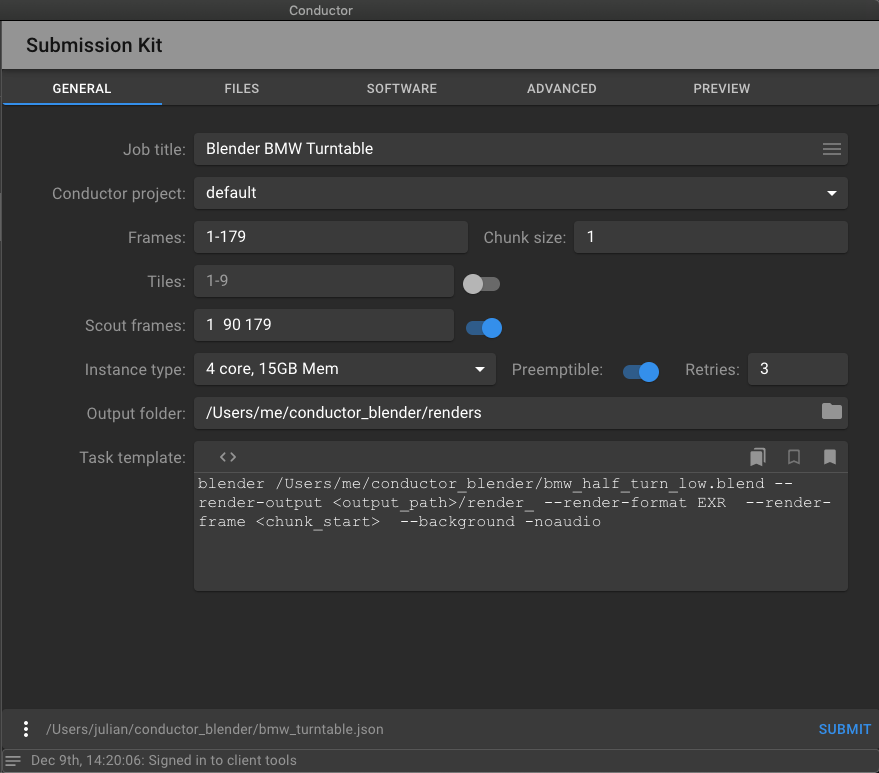 Conductor
Submission Kit
GENERAL FILES SOFTWARE ADVANCED PREVIEW
Job title: Blender BMW Turntable
Conductor project: default
Frames: 1-179 Chunk size: 1
Tiles: 1-9
Scout frames: 1  90 179
Instance type: 4 core, 15GB Mem Preemptible: Retries: 3
Output folder: /Users/me/conductor_blender/renders
Task template: <>
blender /Users/me/conductor_blender/bmw_half_turn_low.blend --
render-output <output_path>/render_ --render-format EXR  --render-
frame <chunk_start>  --background -noaudio
/Users/julian/conductor_blender/bmw_turntable.json SUBMIT
Dec 9th, 14:20:06: Signed in to client tools